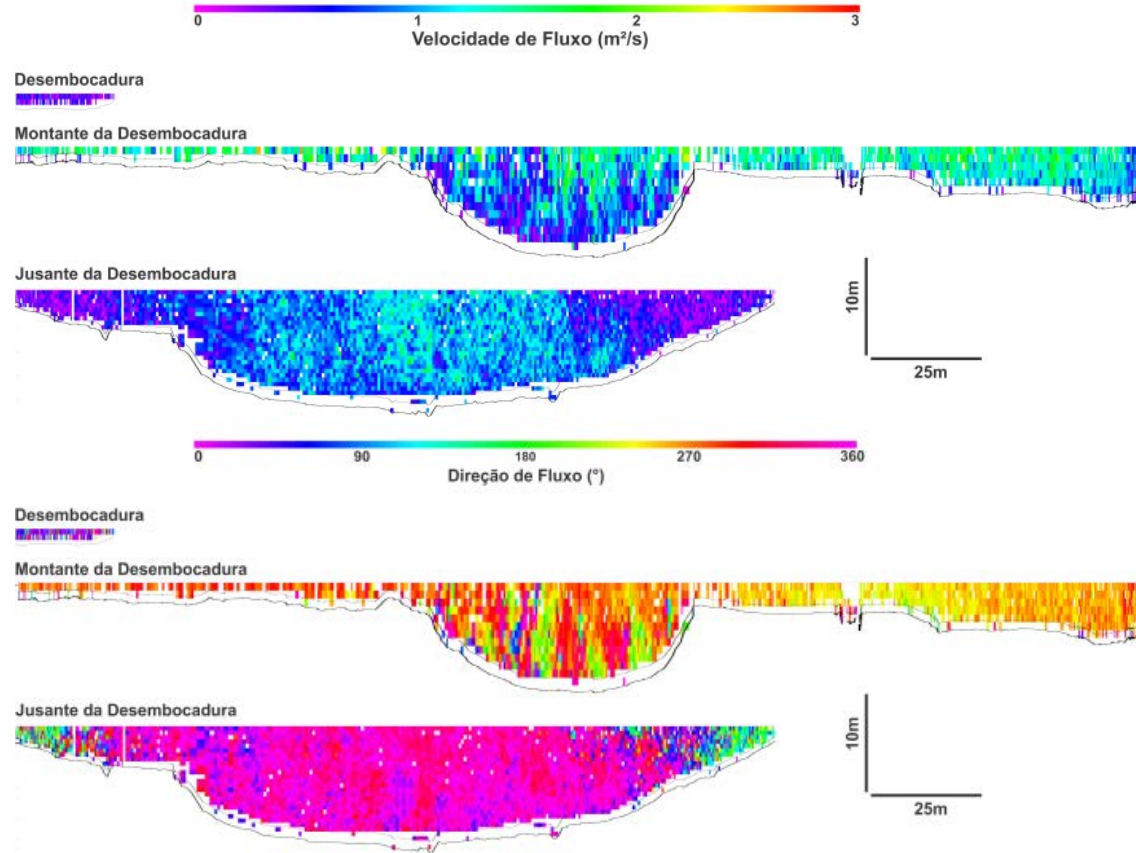 0 1 2 3
Velocidade de Fluxo (m²/s)
Desembocadura
Montante da Desembocadura
Jusante da Desembocadura
10m
25m
0 90 180 270 360
Direção de Fluxo (°)
Desembocadura
Montante da Desembocadura
Jusante da Desembocadura
10m
25m